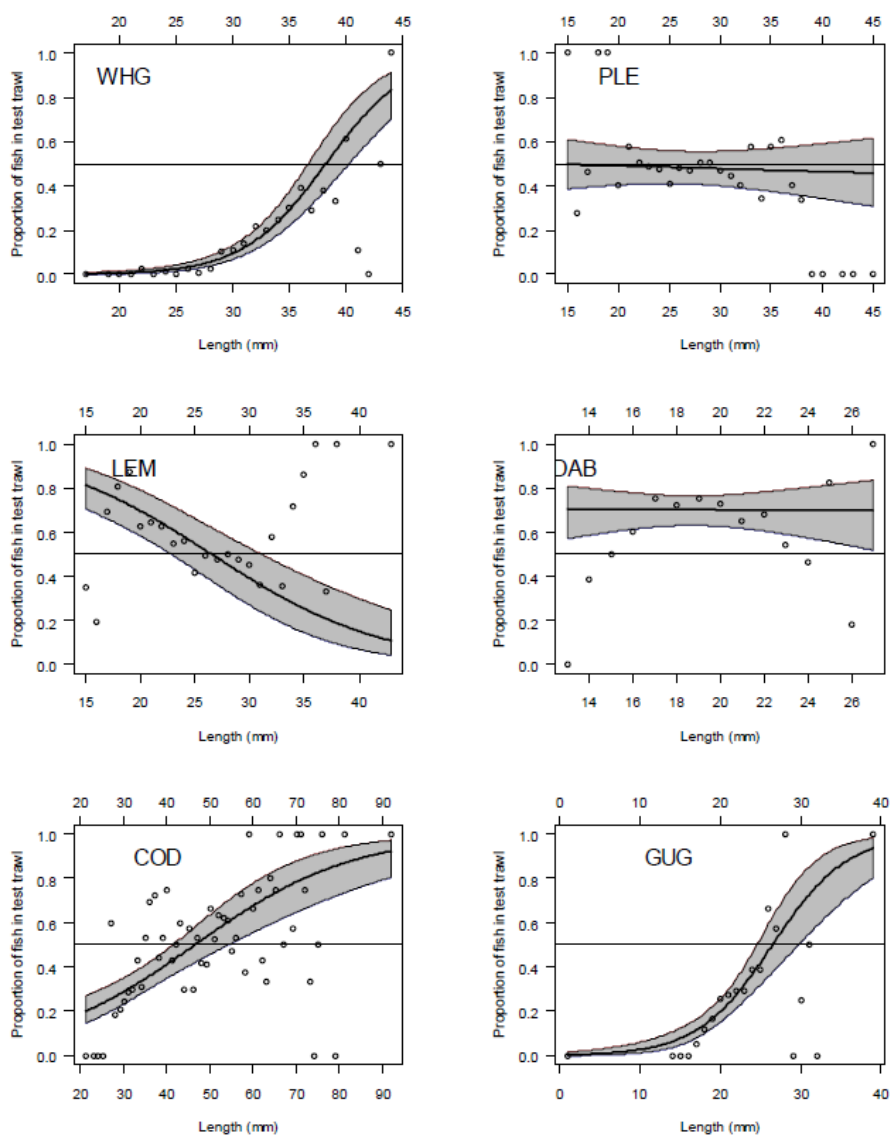 20 25 30 35 40 45
WHG
Proportion of fish in test trawl
1.0
0.8
0.6
0.4
0.2
0.0
20 25 30 35 40 45
Length (mm)
15 20 25 30 35 40 45
PLE
Proportion of fish in test trawl
1.0
0.8
0.6
0.4
0.2
0.0
15 20 25 30 35 40 45
Length (mm)
15 20 25 30 35 40
LEM
Proportion of fish in test trawl
1.0
0.8
0.6
0.4
0.2
0.0
15 20 25 30 35 40
Length (mm)
14 16 18 20 22 24 26
DAB
Proportion of fish in test trawl
1.0
0.8
0.6
0.4
0.2
0.0
14 16 18 20 22 24 26
Length (mm)
20 30 40 50 60 70 80 90
COD
Proportion of fish in test trawl
1.0
0.8
0.6
0.4
0.2
0.0
20 30 40 50 60 70 80 90
Length (mm)
0 10 20 30 40
GUG
Proportion of fish in test trawl
1.0
0.8
0.6
0.4
0.2
0.0
0 10 20 30 40
Length (mm)